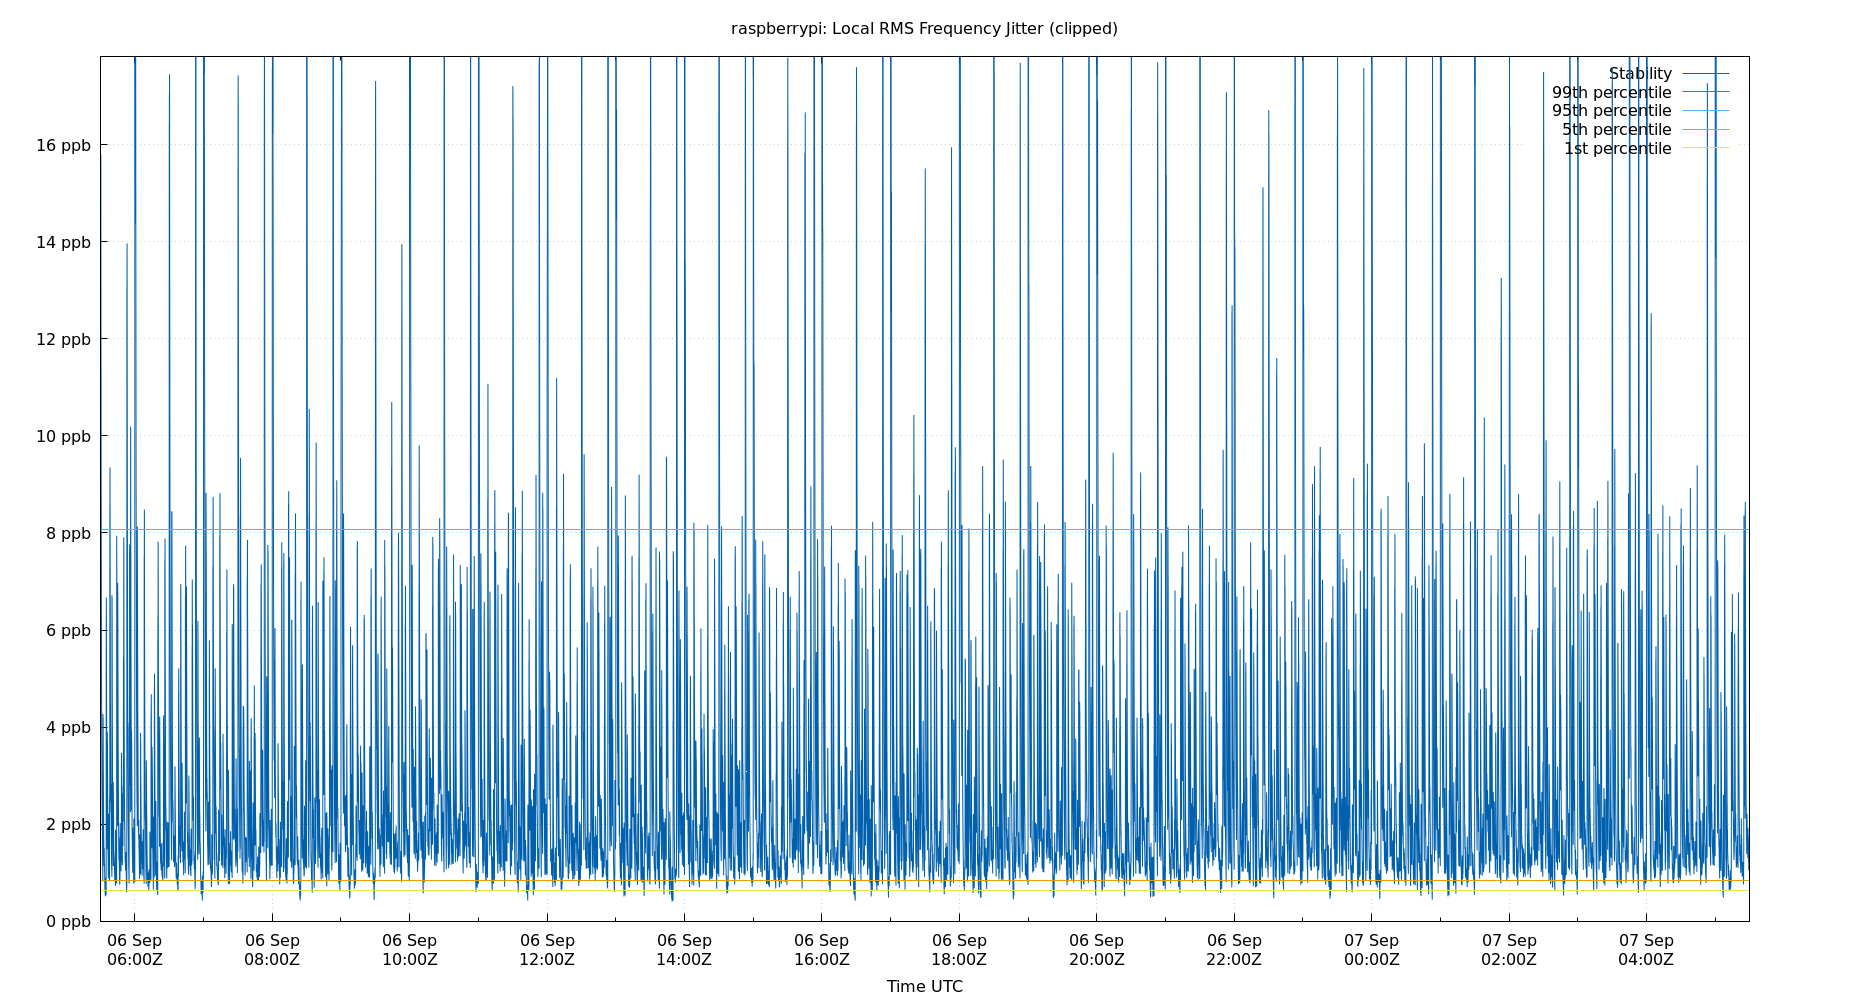 raspberrypi: Local RMS Frequency Jitter (clipped)
Stability
99th percentile
95th percentile
5th percentile
1st percentile
16 ppb
14 ppb
12 ppb
10 ppb
8 ppb
6 ppb
4 ppb
2 ppb
0 ppb
06 Sep 06 Sep 06 Sep 06 Sep 06 Sep 06 Sep 06 Sep 06 Sep 06 Sep 07 Sep 07 Sep 07 Sep
06:00Z 08:00Z 10:00Z 12:00Z 14:00Z 16:00Z 18:00Z 20:00Z 22:00Z 00:00Z 02:00Z 04:00Z
Time UTC